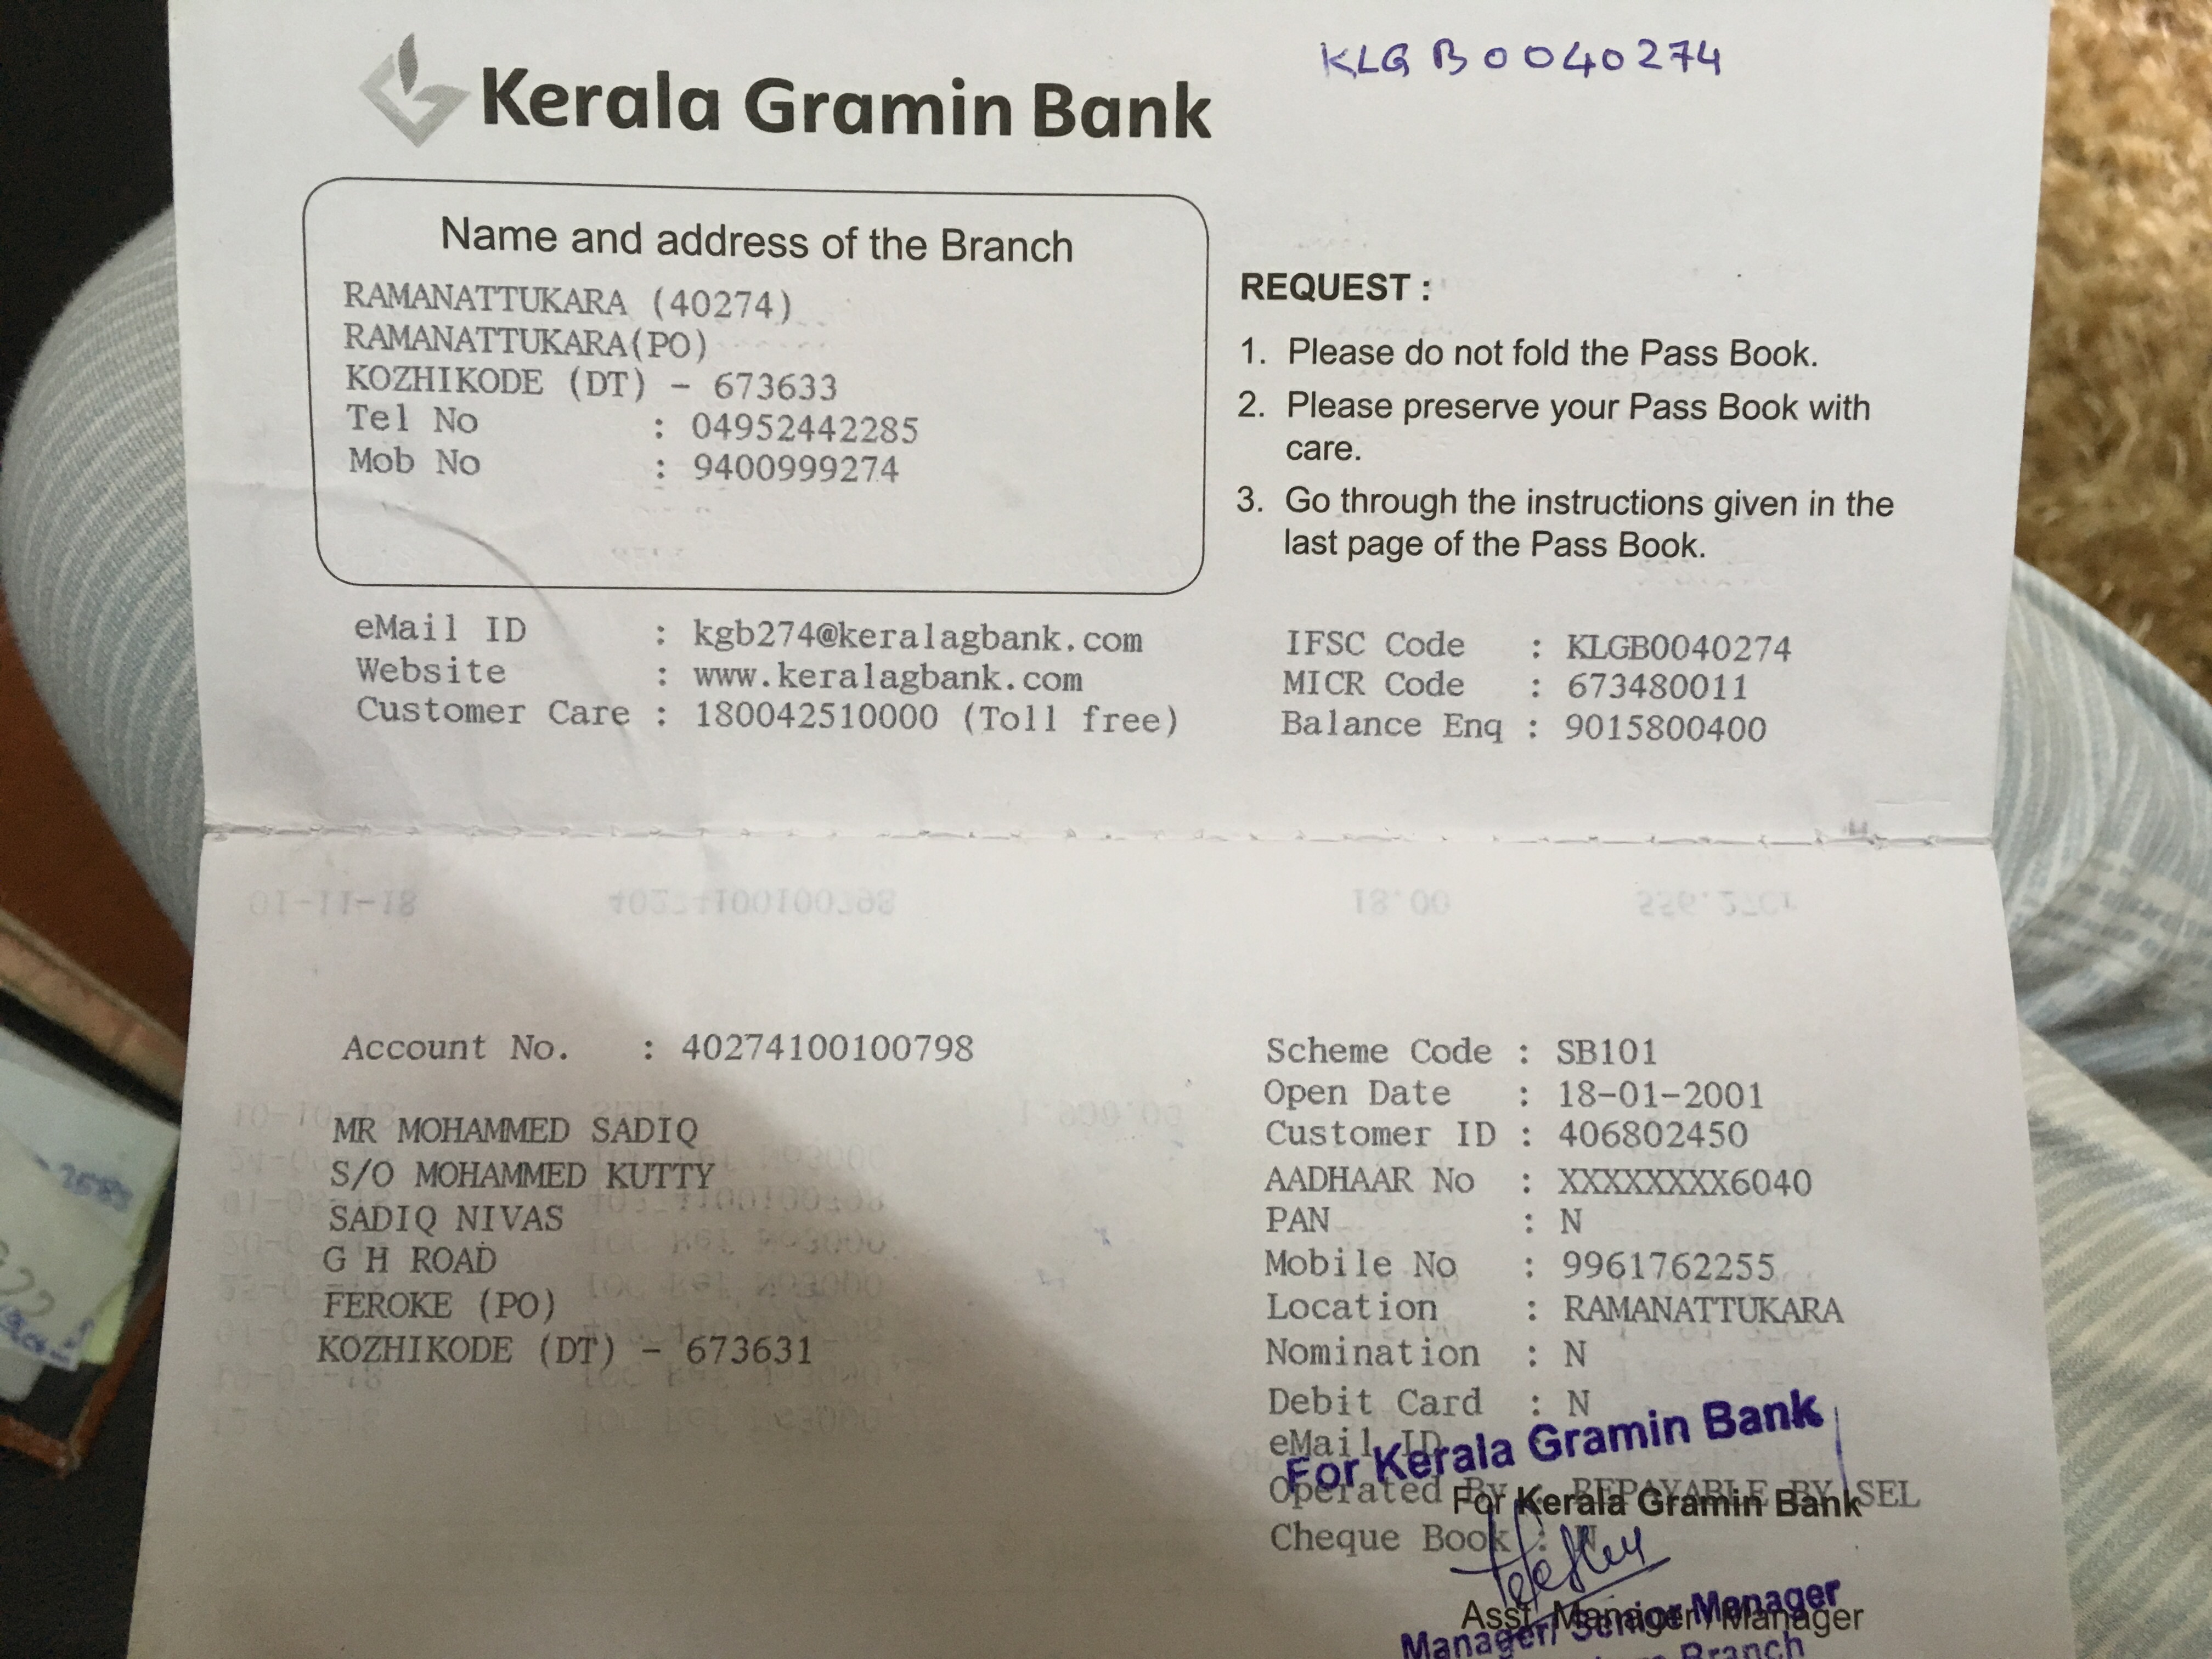 KLGB0040274
Kerala Gramin Bank
Name and address of the Branch
RAMANATTUKARA (40274)
RAMANATTUKARA(PO)
KOZHIKODE (DT) - 673633
Tel No : 04952442285
Mob No : 9400999274
REQUEST :
1. Please do not fold the Pass Book.
2. Please preserve your Pass Book with
care.
3. Go through the instructions given in the
last page of the Pass Book.
eMail ID : kgb274@keralagbank.com
Website : www.keralagbank.com
Customer Care : 180042510000 (Toll free)
IFSC Code : KLGB0040274
MICR Code : 673480011
Balance Enq : 9015800400
Account No. : 40274100100798
MR MOHAMMED SADIQ
S/O MOHAMMED KUTTY
SADIQ NIVAS
G H ROAD
FEROKE (PO)
KOZHIKODE (DT) - 673631
Scheme Code : SB101
Open Date : 18-01-2001
Customer ID : 406802450
AADHAAR No : XXXXXXXX6040
PAN : N
Mobile No : 9961762255
Location : RAMANATTUKARA
Nomination : N
Debit Card : N
eMail ID
For Kerala Gramin Bank
Operated BY : REPAYABLE BY SEL
For Kerala Gramin Bank
Cheque Book :
Asst. Manager/Manager
Manager/Senior Manager
Branch